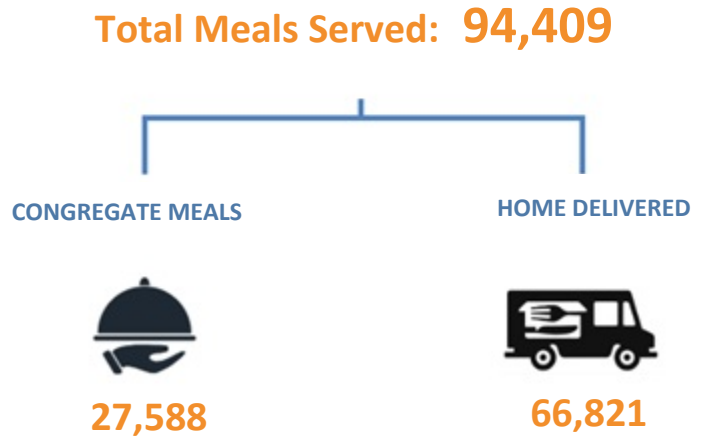 Total Meals Served: 94,409
CONGREGATE MEALS
HOME DELIVERED
27,588
66,821